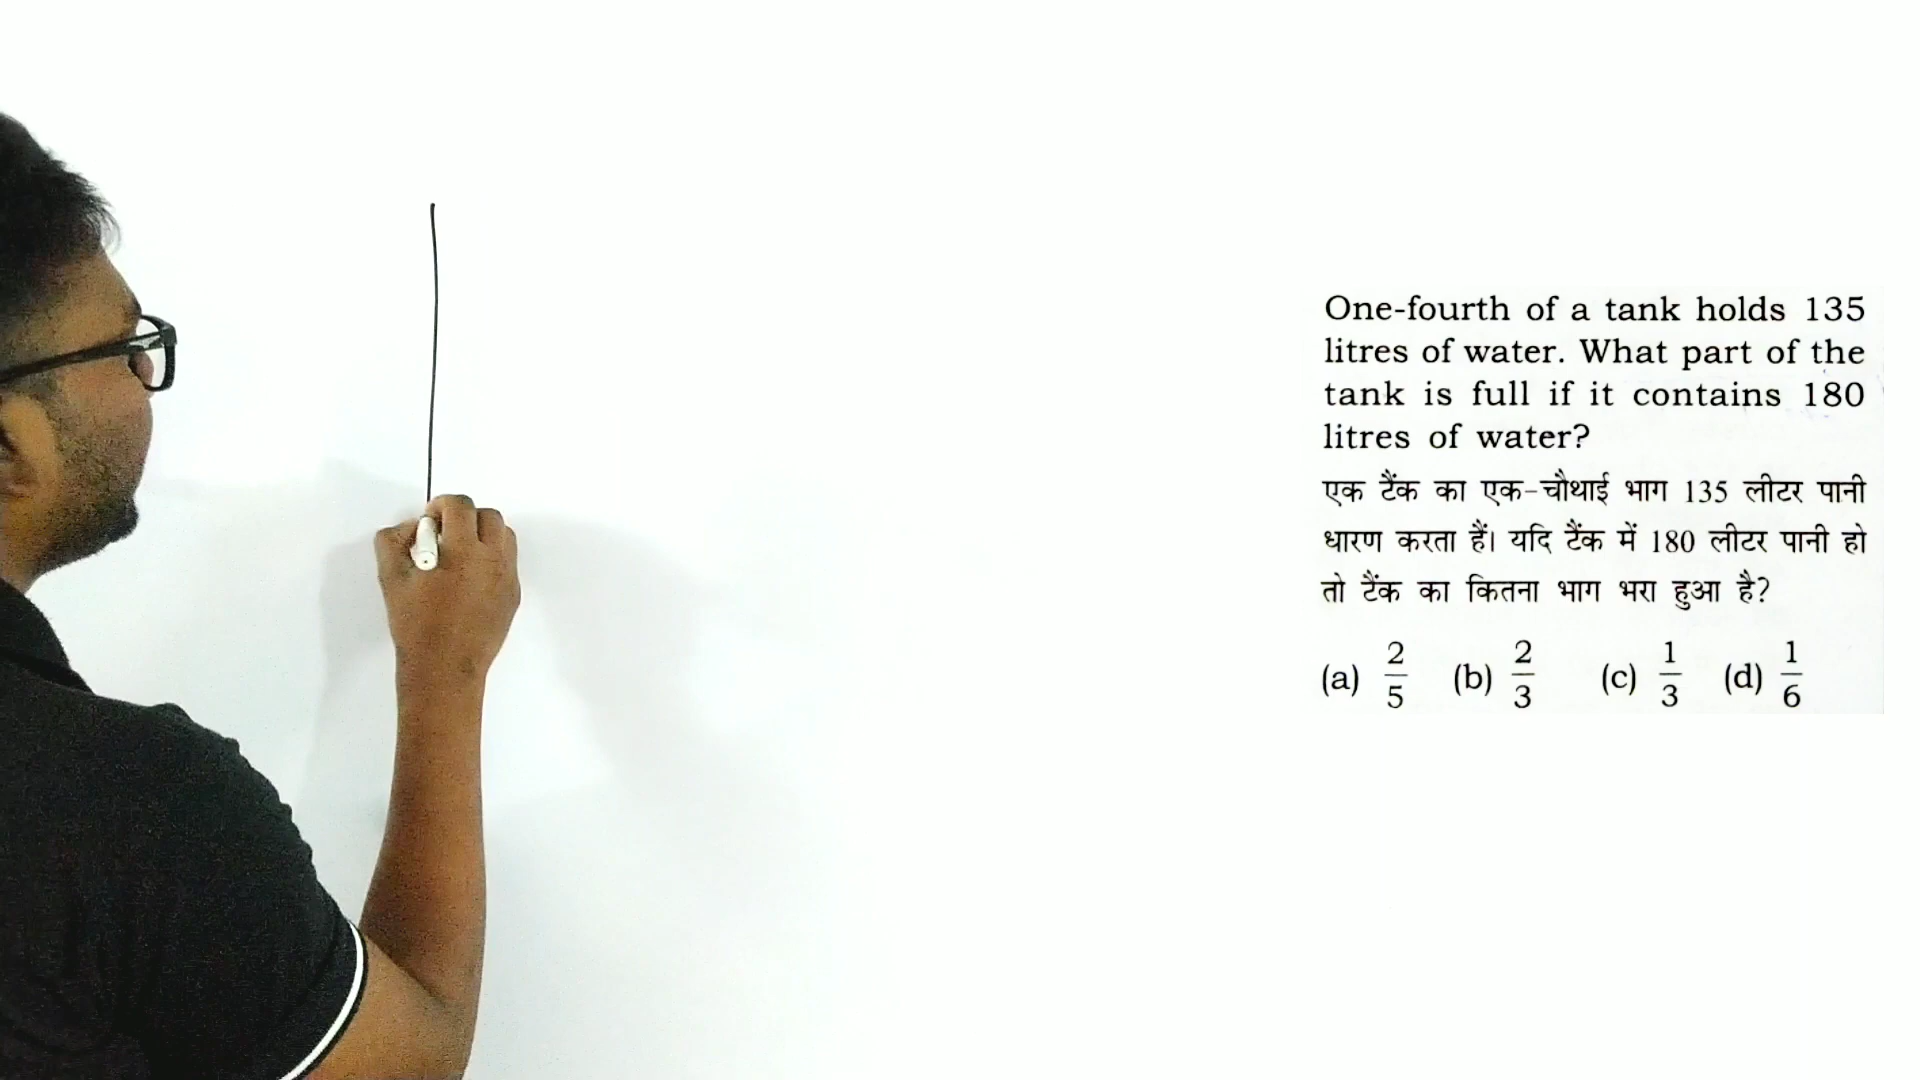 One-fourth of a tank holds 135
litres of water. What part of the
tank is full if it contains 180
litres of water?
एक टैंक का एक-चौथाई भाग 135 लीटर पानी
धारण करता हैं। यदि टैंक में 180 लीटर पानी हो
तो टैंक का कितना भाग भरा हुआ है?
(a) 2/5 (b) 2/3 (c) 1/3 (d) 1/6